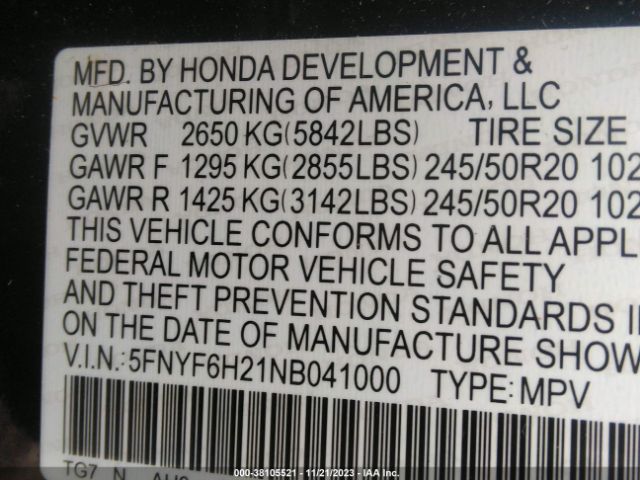 MFD. BY HONDA DEVELOPMENT &
MANUFACTURING OF AMERICA, LLC
GVWR 2650 KG(5842LBS) TIRE SIZE
GAWR F 1295 KG(2855LBS) 245/50R20 102
GAWR R 1425 KG(3142LBS) 245/50R20 102
THIS VEHICLE CONFORMS TO ALL APPL
FEDERAL MOTOR VEHICLE SAFETY
AND THEFT PREVENTION STANDARDS I
ON THE DATE OF MANUFACTURE SHOW
V.I.N.: 5FNYF6H21NB041000 TYPE: MPV
TG7 N
000-38105521 - 11/21/2023 - IAA Inc.